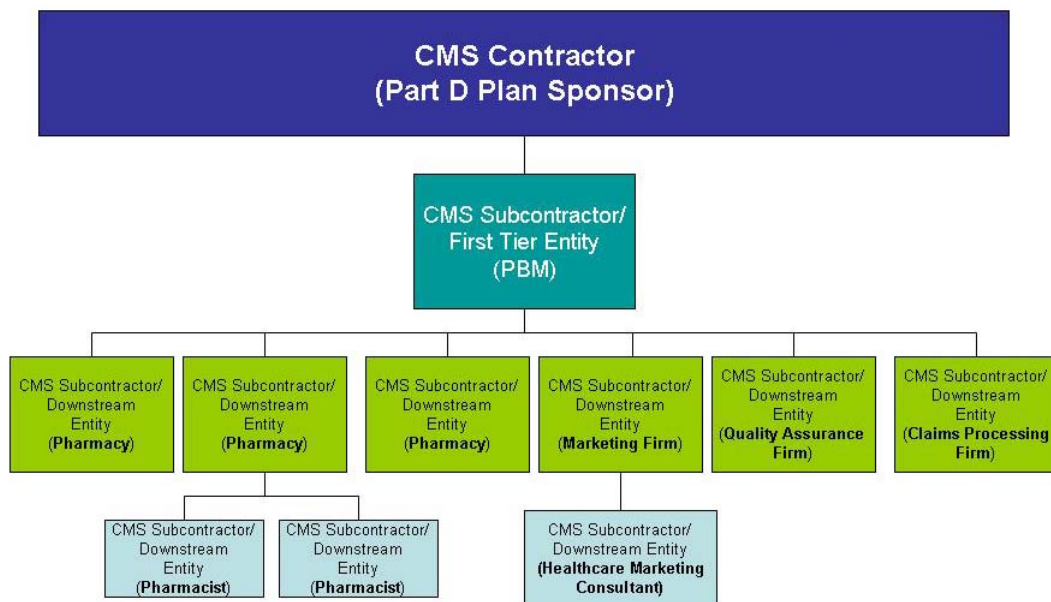 CMS Contractor
(Part D Plan Sponsor)
CMS Subcontractor/
First Tier Entity
(PBM)
CMS Subcontractor/
Downstream
Entity
(Pharmacy)
CMS Subcontractor/
Downstream
Entity
(Pharmacy)
CMS Subcontractor/
Downstream
Entity
(Pharmacy)
CMS Subcontractor/
Downstream
Entity
(Marketing Firm)
CMS Subcontractor/
Downstream
Entity
(Quality Assurance
Firm)
CMS Subcontractor/
Downstream
Entity
(Claims Processing
Firm)
CMS Subcontractor/
Downstream
Entity
(Pharmacist)
CMS Subcontractor/
Downstream
Entity
(Pharmacist)
CMS Subcontractor/
Downstream Entity
(Healthcare Marketing
Consultant)